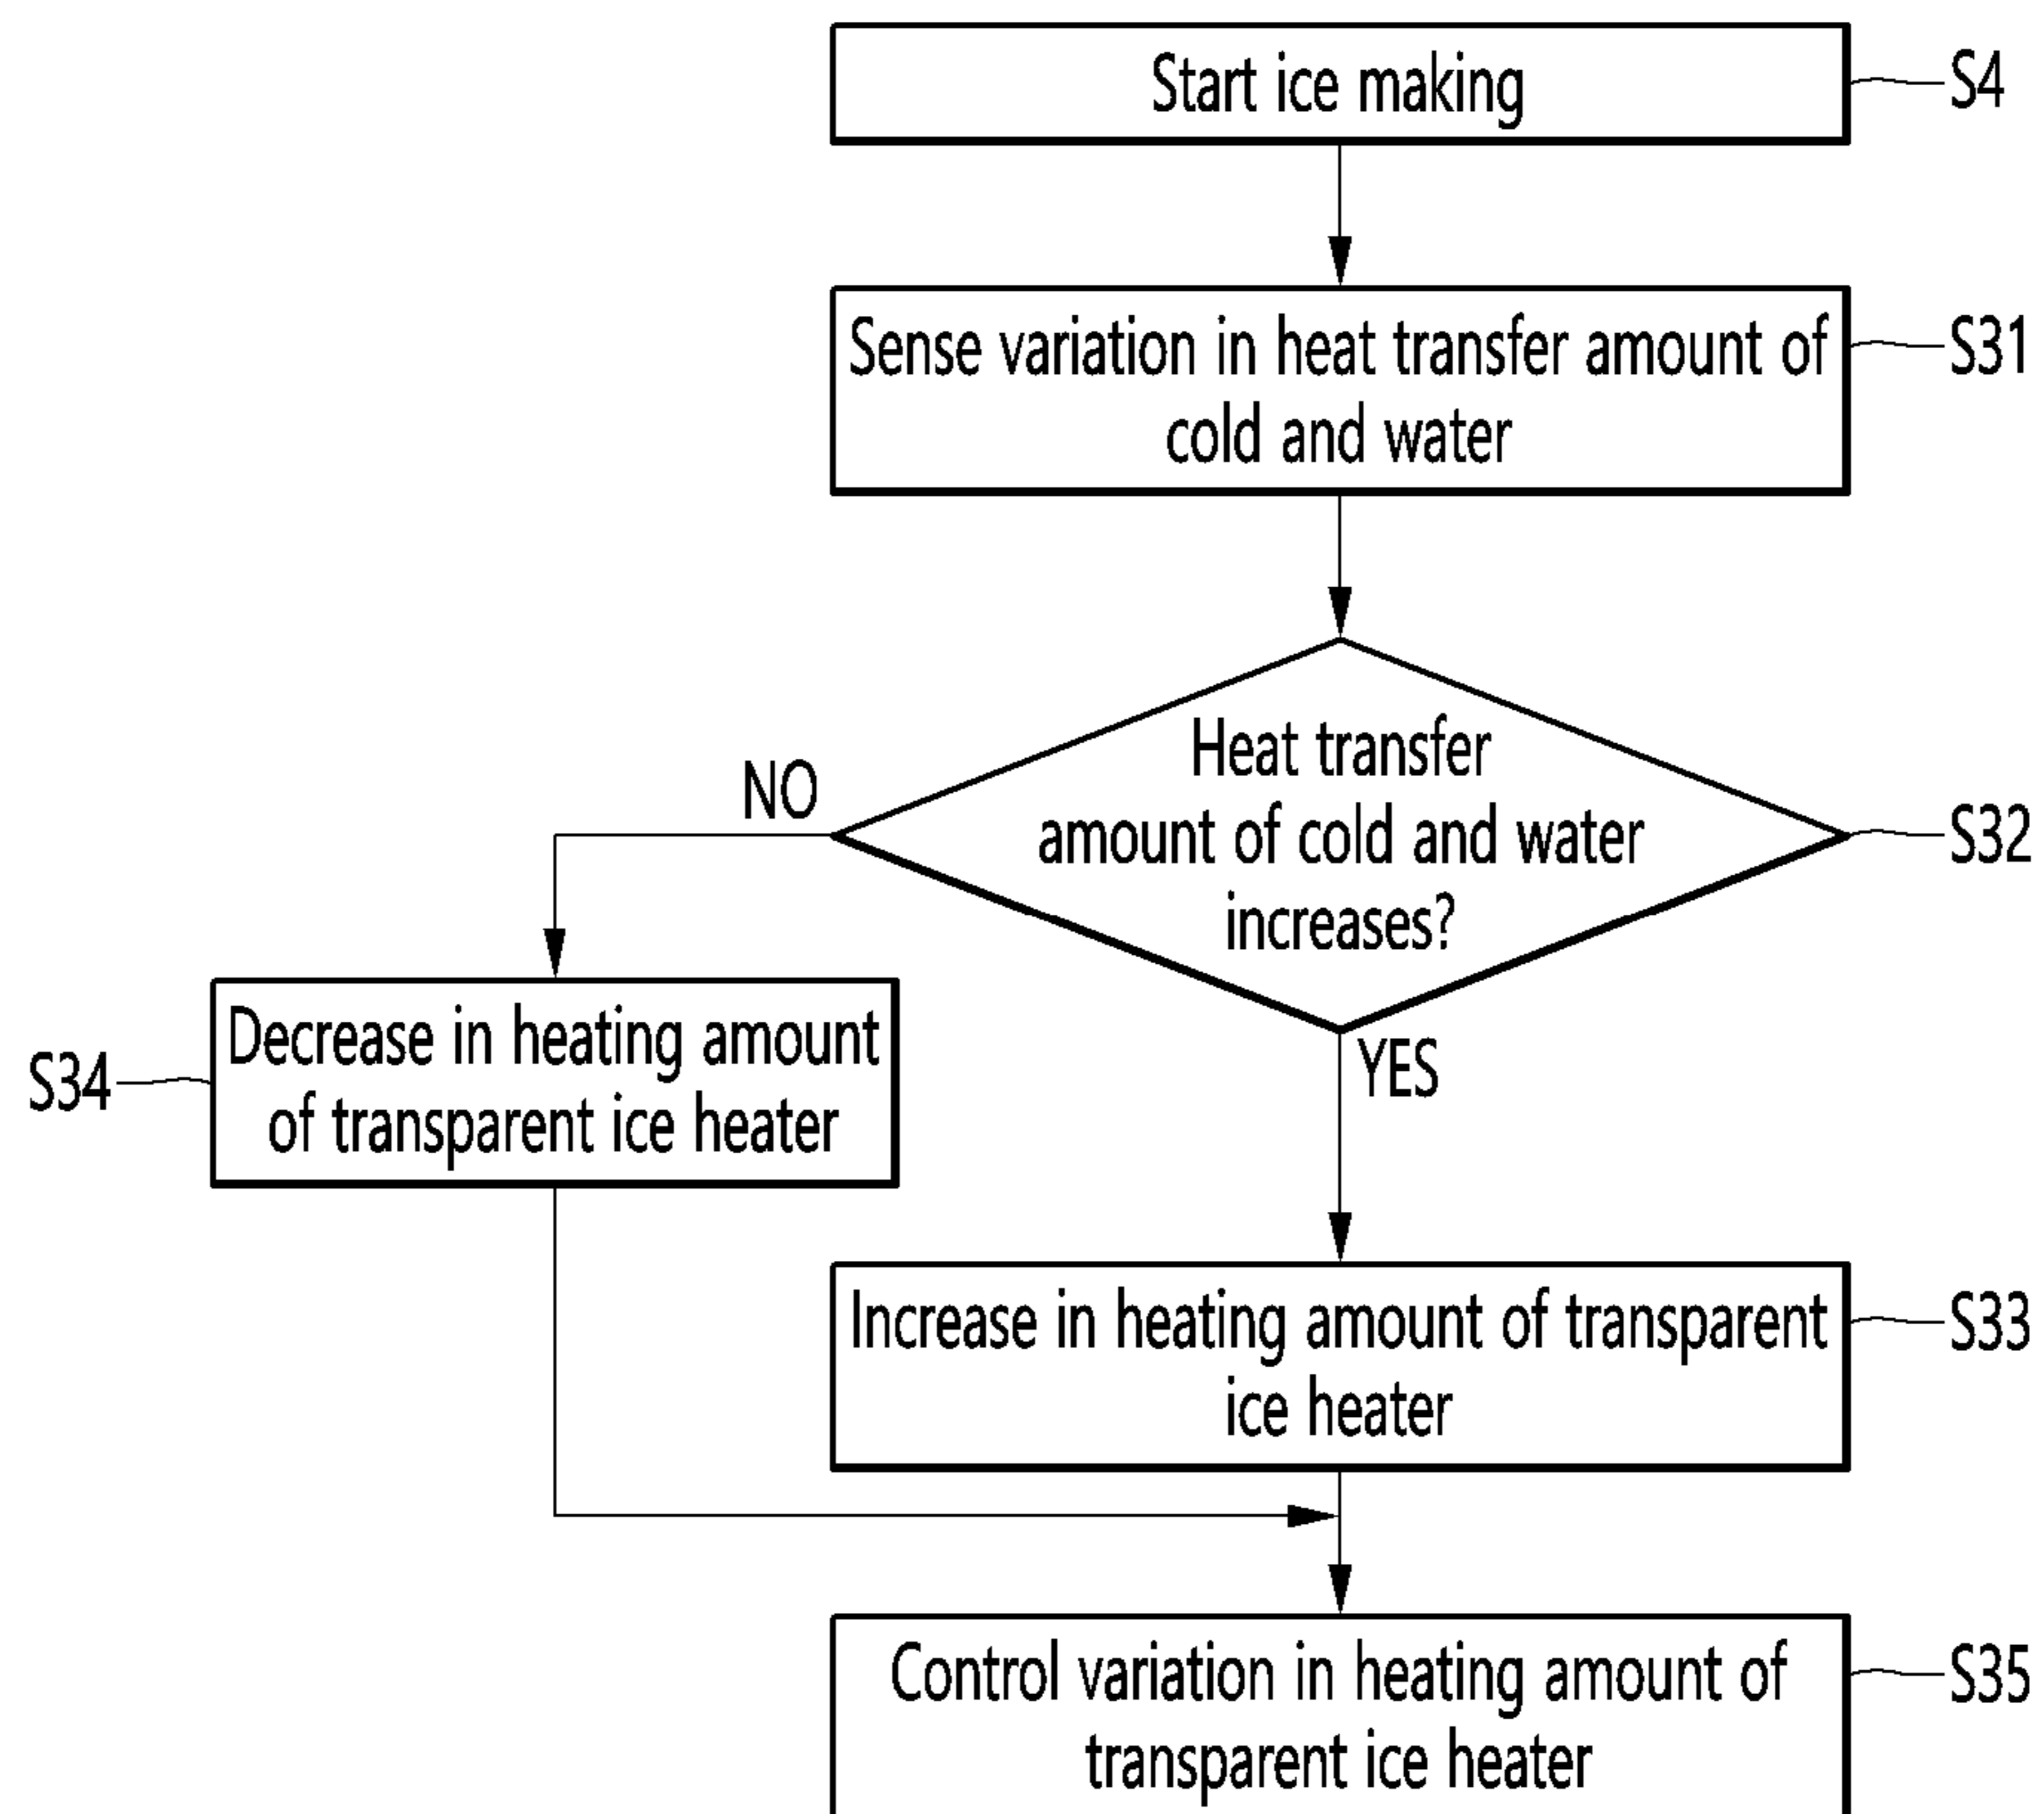 Start ice making
S4
Sense variation in heat transfer amount of
cold and water
S31
Heat transfer
amount of cold and water
increases?
S32
NO
YES
Decrease in heating amount
of transparent ice heater
S34
Increase in heating amount of transparent
ice heater
S33
Control variation in heating amount of
transparent ice heater
S35